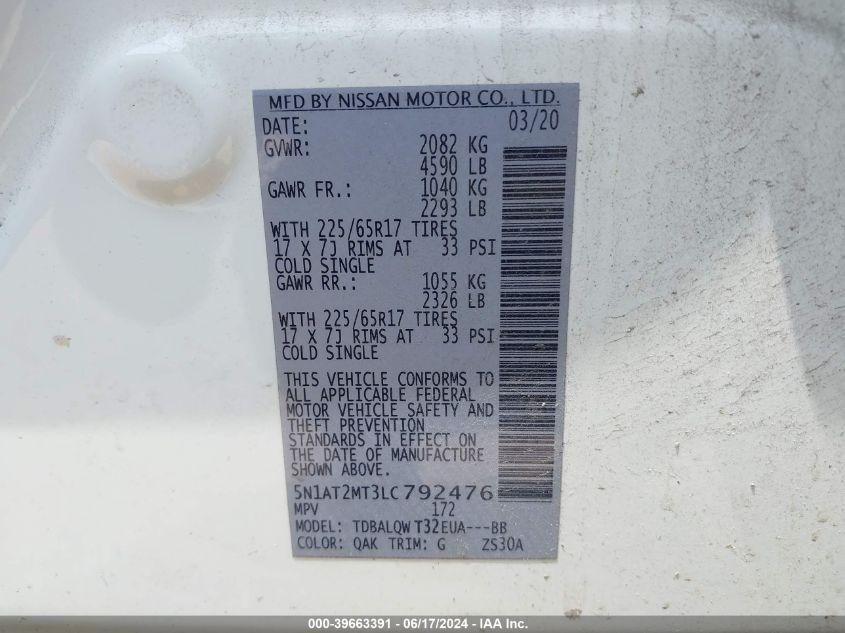 MFD BY NISSAN MOTOR CO., LTD.
DATE: 03/20
GVWR: 2082 KG
4590 LB
GAWR FR.: 1040 KG
2293 LB
WITH 225/65R17 TIRES
17 X 7J RIMS AT 33 PSI
COLD SINGLE
GAWR RR.: 1055 KG
2326 LB
WITH 225/65R17 TIRES
17 X 7J RIMS AT 33 PSI
COLD SINGLE
THIS VEHICLE CONFORMS TO
ALL APPLICABLE FEDERAL
MOTOR VEHICLE SAFETY AND
THEFT PREVENTION
STANDARDS IN EFFECT ON
THE DATE OF MANUFACTURE
SHOWN ABOVE.
5N1AT2MT3LC792476
MPV 172
MODEL: TDBALQW T32EUA---BB
COLOR: QAK TRIM: G ZS30A
000-39663391 - 06/17/2024 - IAA Inc.